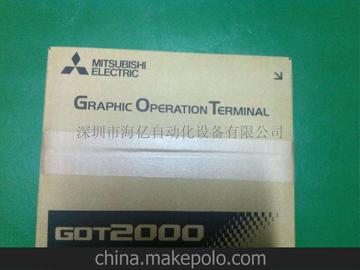 MITSUBISHI
ELECTRIC
GRAPHIC OPERATION TERMINAL
深圳市海亿自动化设备有限公司
GOT2000
china.makepolo.com